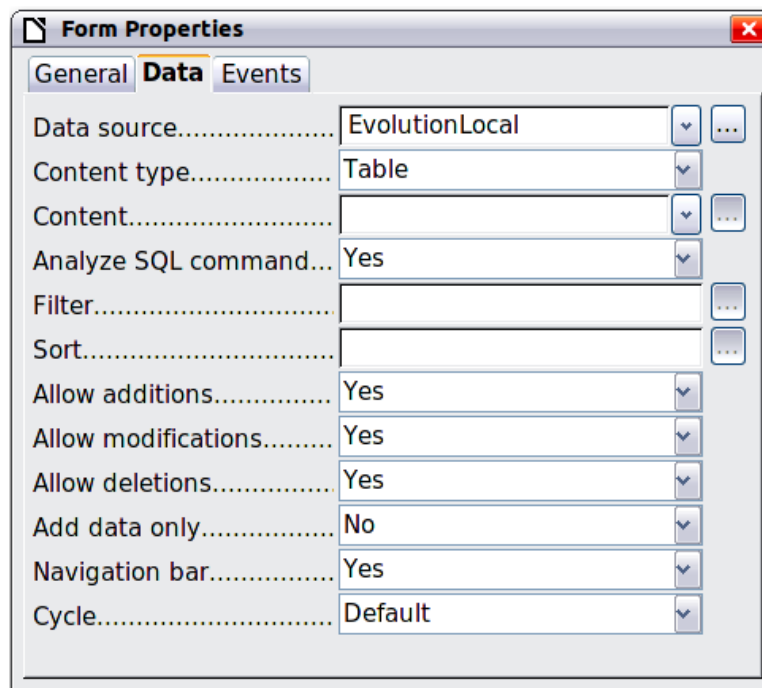 Form Properties
General Data Events
Data source.................... EvolutionLocal ...
Content type.................. Table
Content.......................... ...
Analyze SQL command... Yes
Filter.............................. ...
Sort................................ ...
Allow additions............... Yes
Allow modifications......... Yes
Allow deletions............... Yes
Add data only................. No
Navigation bar................ Yes
Cycle.............................. Default